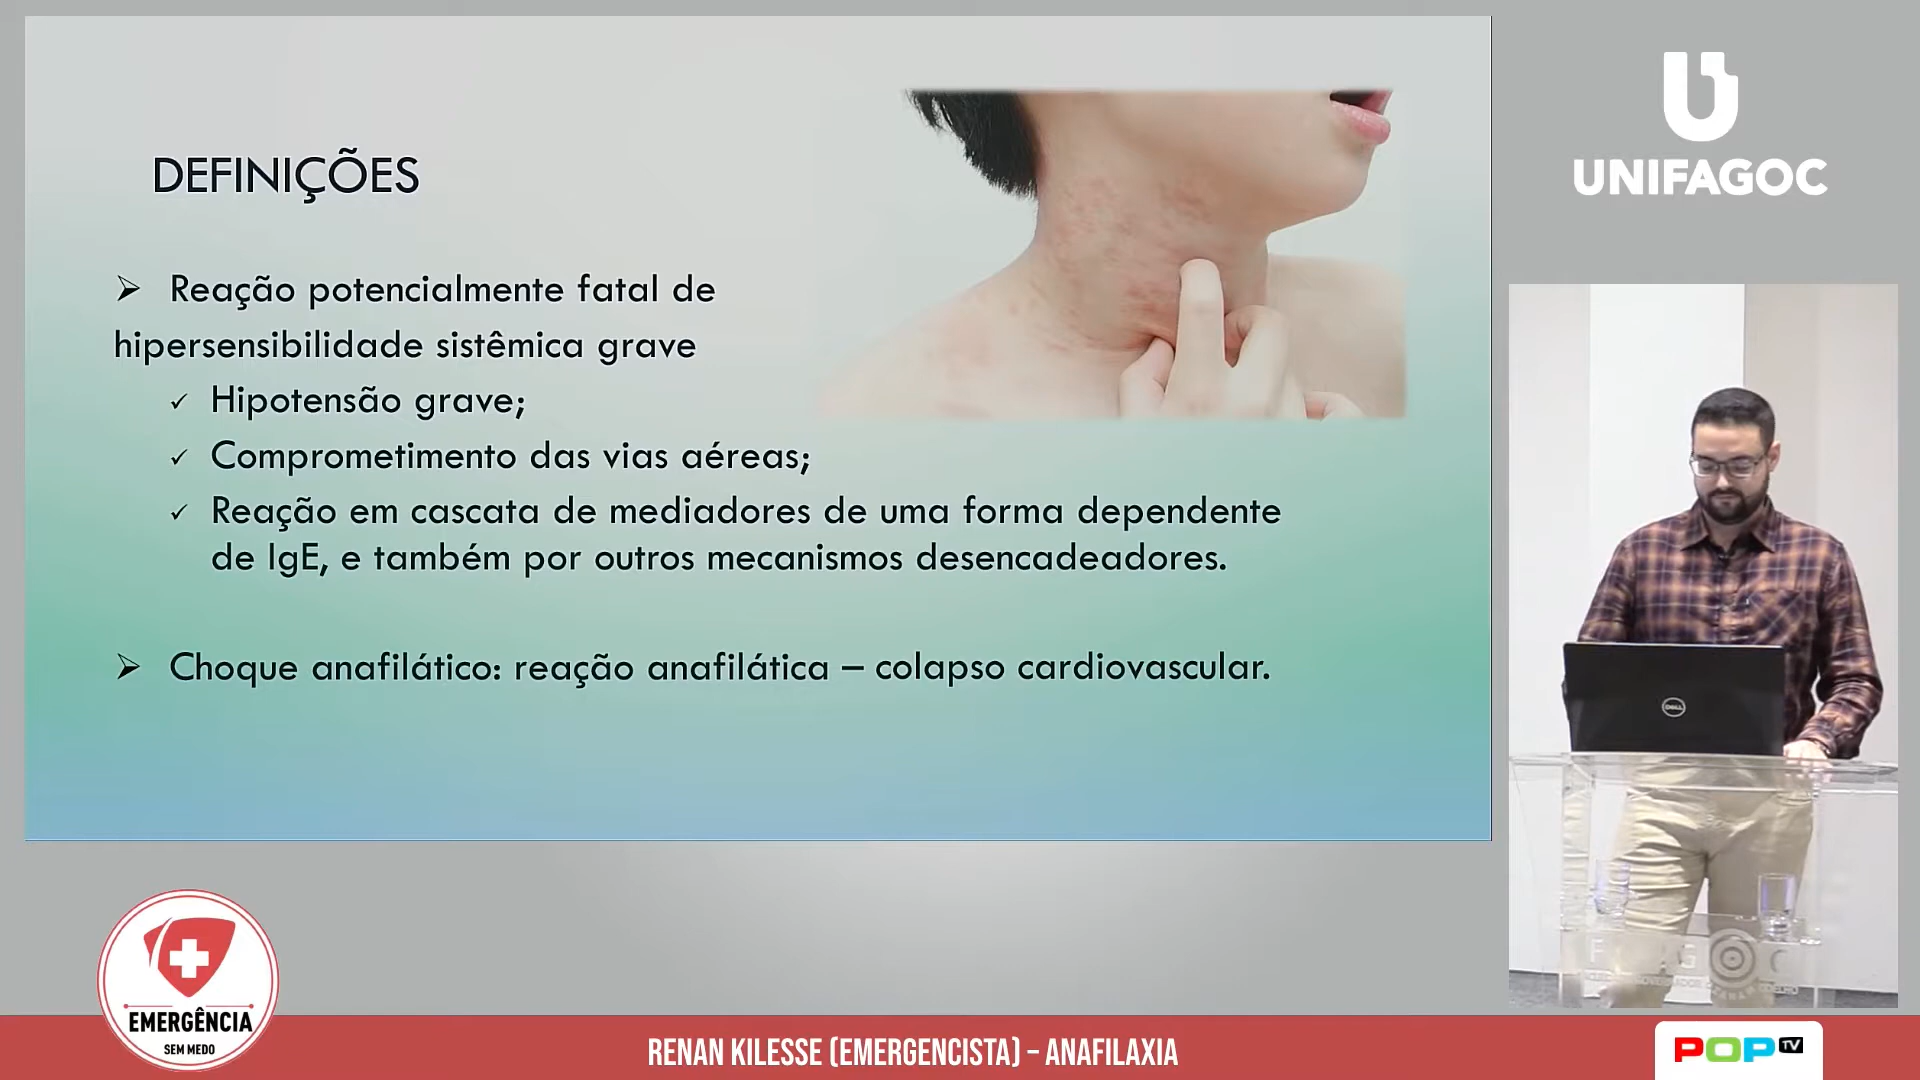 DEFINIÇÕES
Reação potencialmente fatal de
hipersensibilidade sistêmica grave
Hipotensão grave;
Comprometimento das vias aéreas;
Reação em cascata de mediadores de uma forma dependente
de IgE, e também por outros mecanismos desencadeadores.
Choque anafilático: reação anafilática – colapso cardiovascular.
UNIFAGOC
DELL
EMERGÊNCIA
SEM MEDO
RENAN KILESSE (EMERGENCISTA) – ANAFILAXIA
POP TV